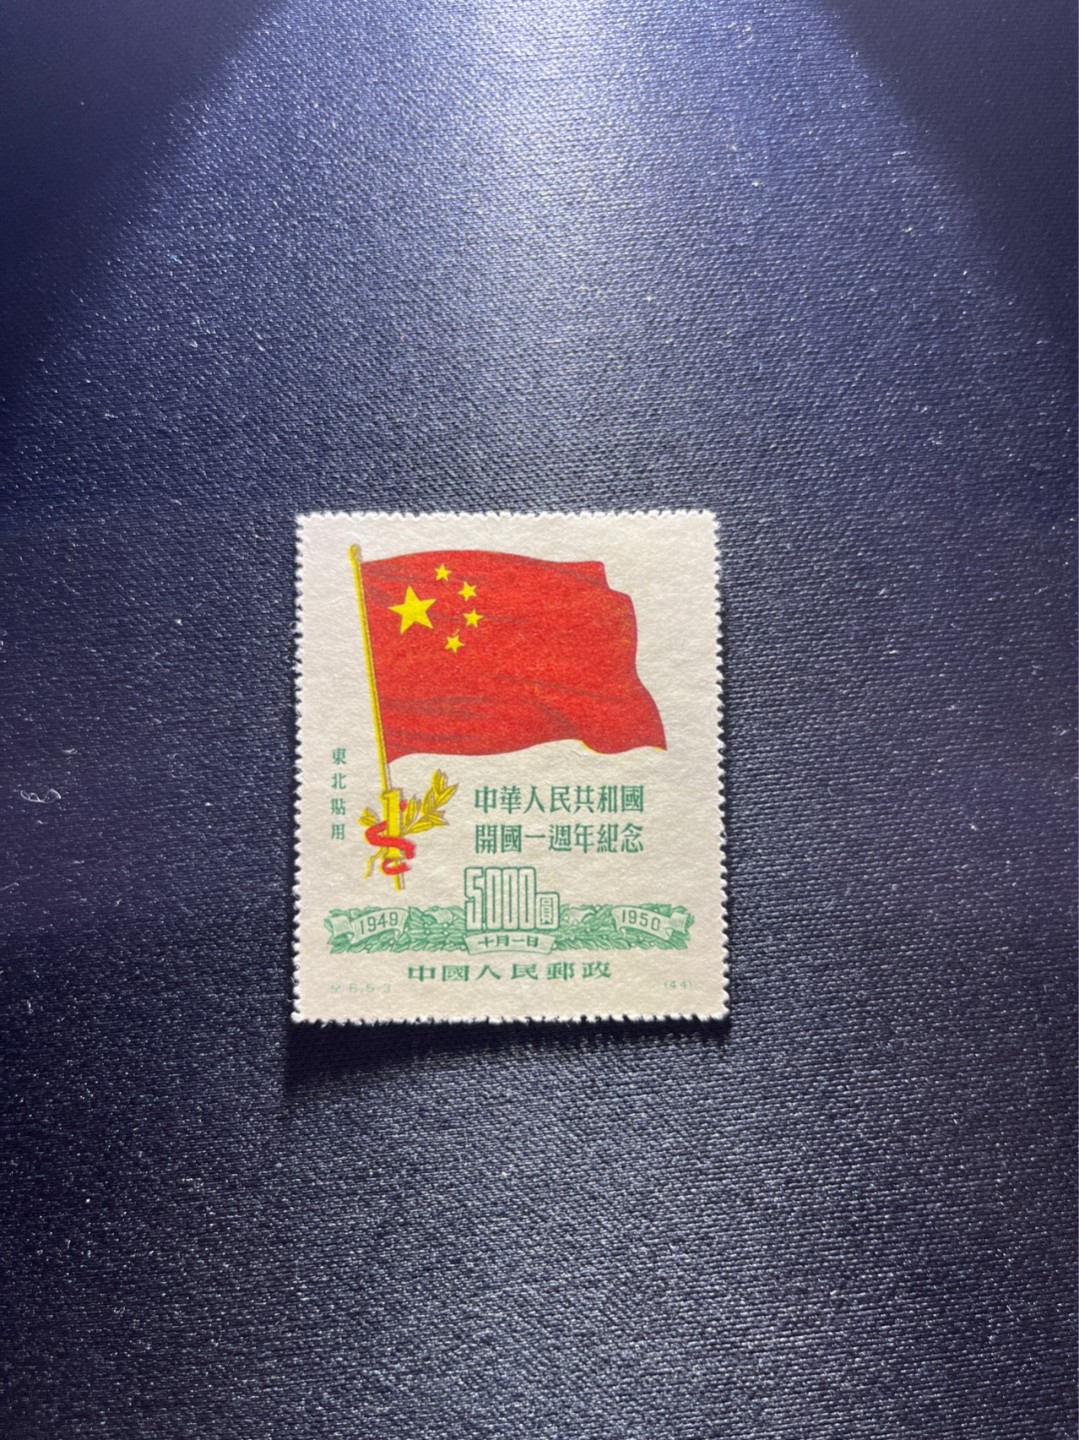 東北貼用
中華人民共和國
開國一週年紀念
5000圓
1949
1950
十月一日
中國人民郵政
6.5-3
(44)